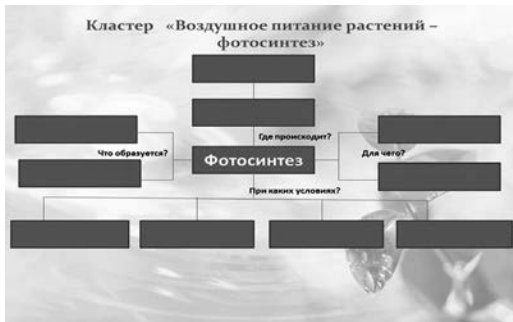 Кластер «Воздушное питание растений –
фотосинтез»
Где происходит?
Что образуется?
Фотосинтез
Для чего?
При каких условиях?